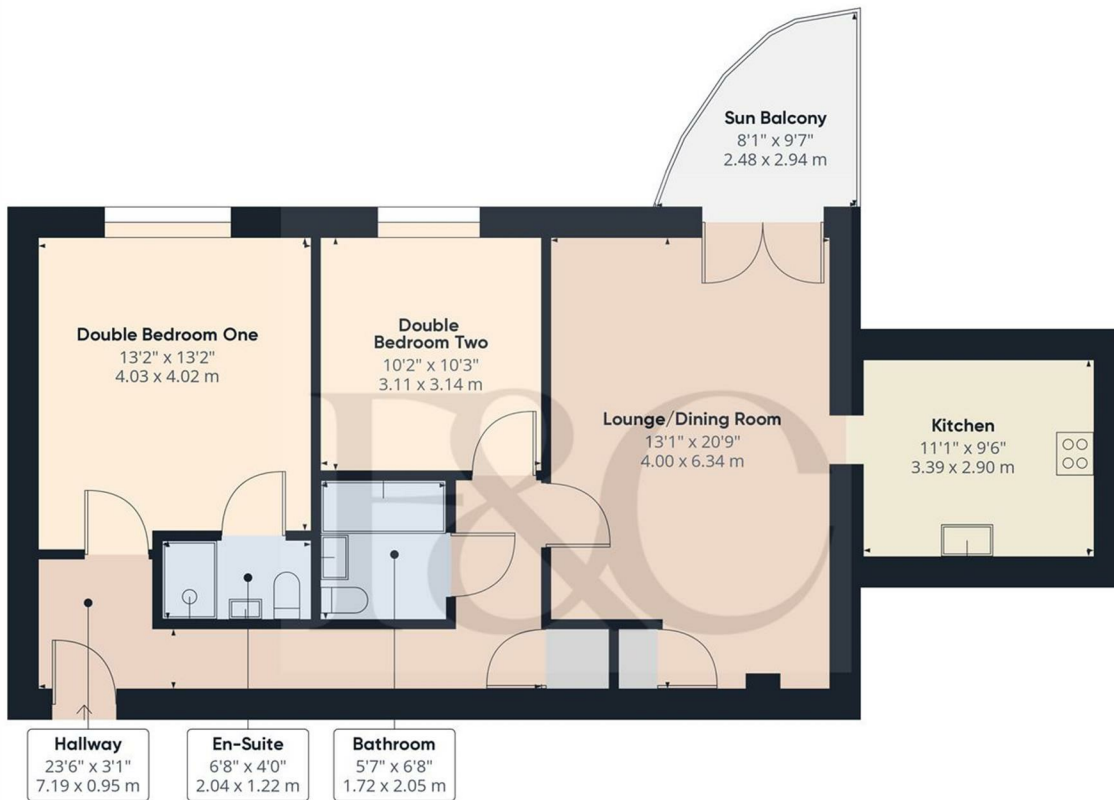 Sun Balcony
8'1" x 9'7"
2.48 x 2.94 m
Double Bedroom One
13'2" x 13'2"
4.03 x 4.02 m
Double
Bedroom Two
10'2" x 10'3"
3.11 x 3.14 m
Lounge/Dining Room
13'1" x 20'9"
4.00 x 6.34 m
Kitchen
11'1" x 9'6"
3.39 x 2.90 m
F&C
Hallway
23'6" x 3'1"
7.19 x 0.95 m
En-Suite
6'8" x 4'0"
2.04 x 1.22 m
Bathroom
5'7" x 6'8"
1.72 x 2.05 m